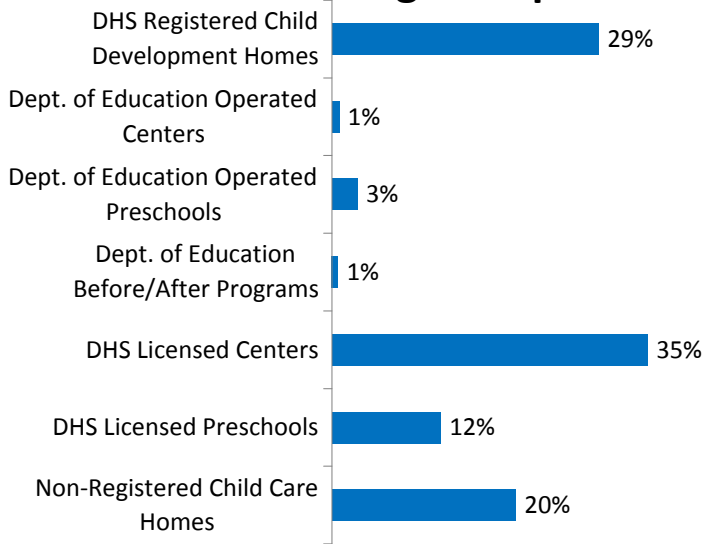 DHS Registered Child
Development Homes
29%
Dept. of Education Operated
Centers
1%
Dept. of Education Operated
Preschools
3%
Dept. of Education
Before/After Programs
1%
DHS Licensed Centers
35%
DHS Licensed Preschools
12%
Non-Registered Child Care
Homes
20%